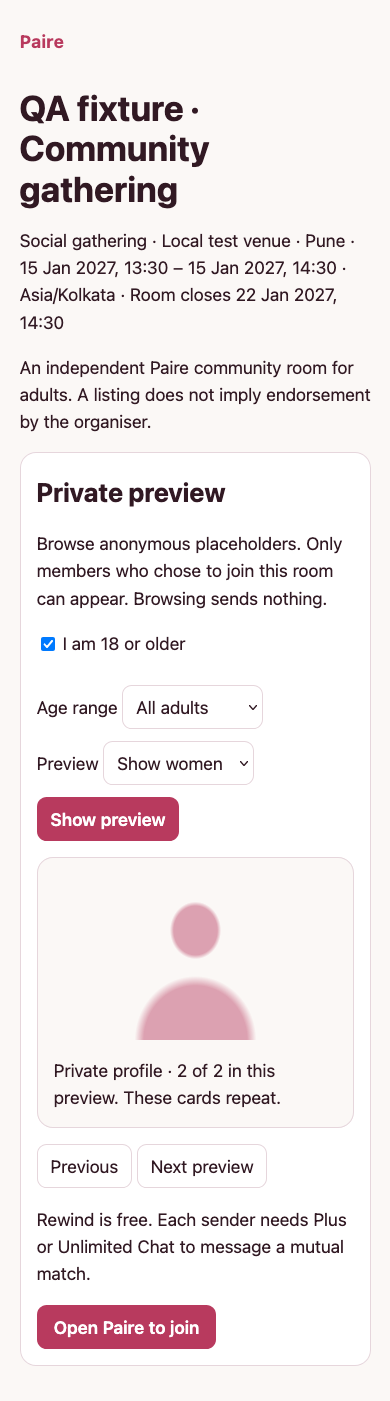 Paire
QA fixture ·
Community
gathering
Social gathering · Local test venue · Pune ·
15 Jan 2027, 13:30 – 15 Jan 2027, 14:30 ·
Asia/Kolkata · Room closes 22 Jan 2027,
14:30
An independent Paire community room for
adults. A listing does not imply endorsement
by the organiser.
Private preview
Browse anonymous placeholders. Only
members who chose to join this room
can appear. Browsing sends nothing.
I am 18 or older
Age range All adults
Preview Show women
Show preview
Private profile · 2 of 2 in this
preview. These cards repeat.
Previous Next preview
Rewind is free. Each sender needs Plus
or Unlimited Chat to message a mutual
match.
Open Paire to join